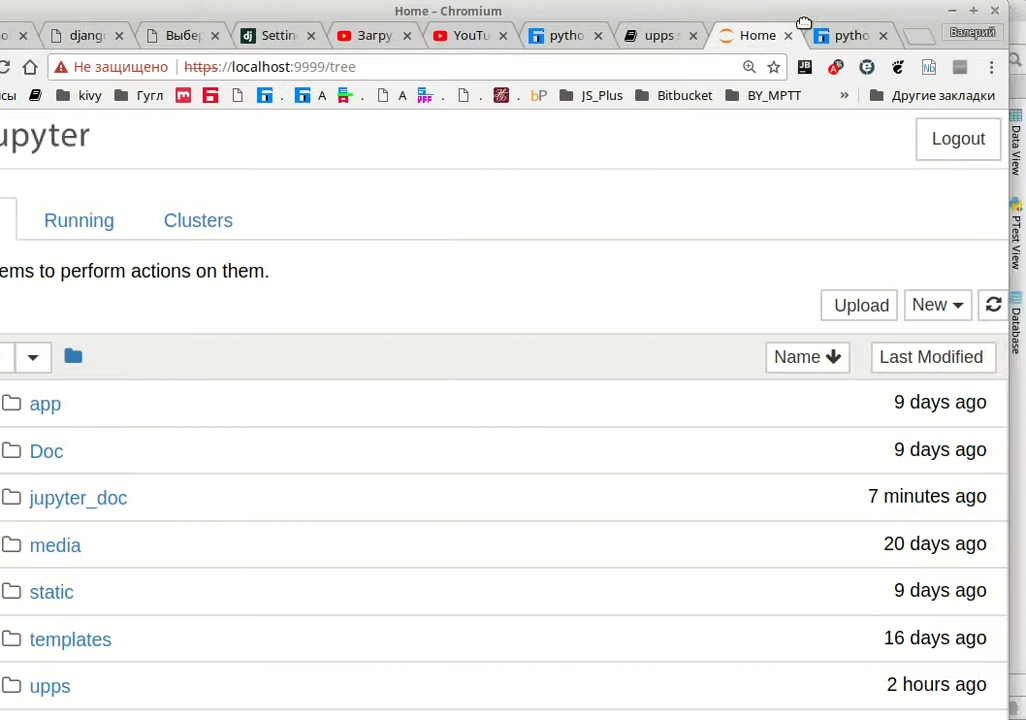 Home – Chromium
djang
Выбер
Settin
Загру
YouTu
pytho
upps
Home
pytho
Валерий
Не защищено
https://localhost:9999/tree
сы
kivy
Гугл
.
A
.
A
.
.
.
bP
JS_Plus
Bitbucket
BY_MPTT
»
Другие закладки
upyter
Logout
Running
Clusters
ems to perform actions on them.
Upload
New
Name
Last Modified
app
9 days ago
Doc
9 days ago
jupyter_doc
7 minutes ago
media
20 days ago
static
9 days ago
templates
16 days ago
upps
2 hours ago
Data View
PTest View
Database